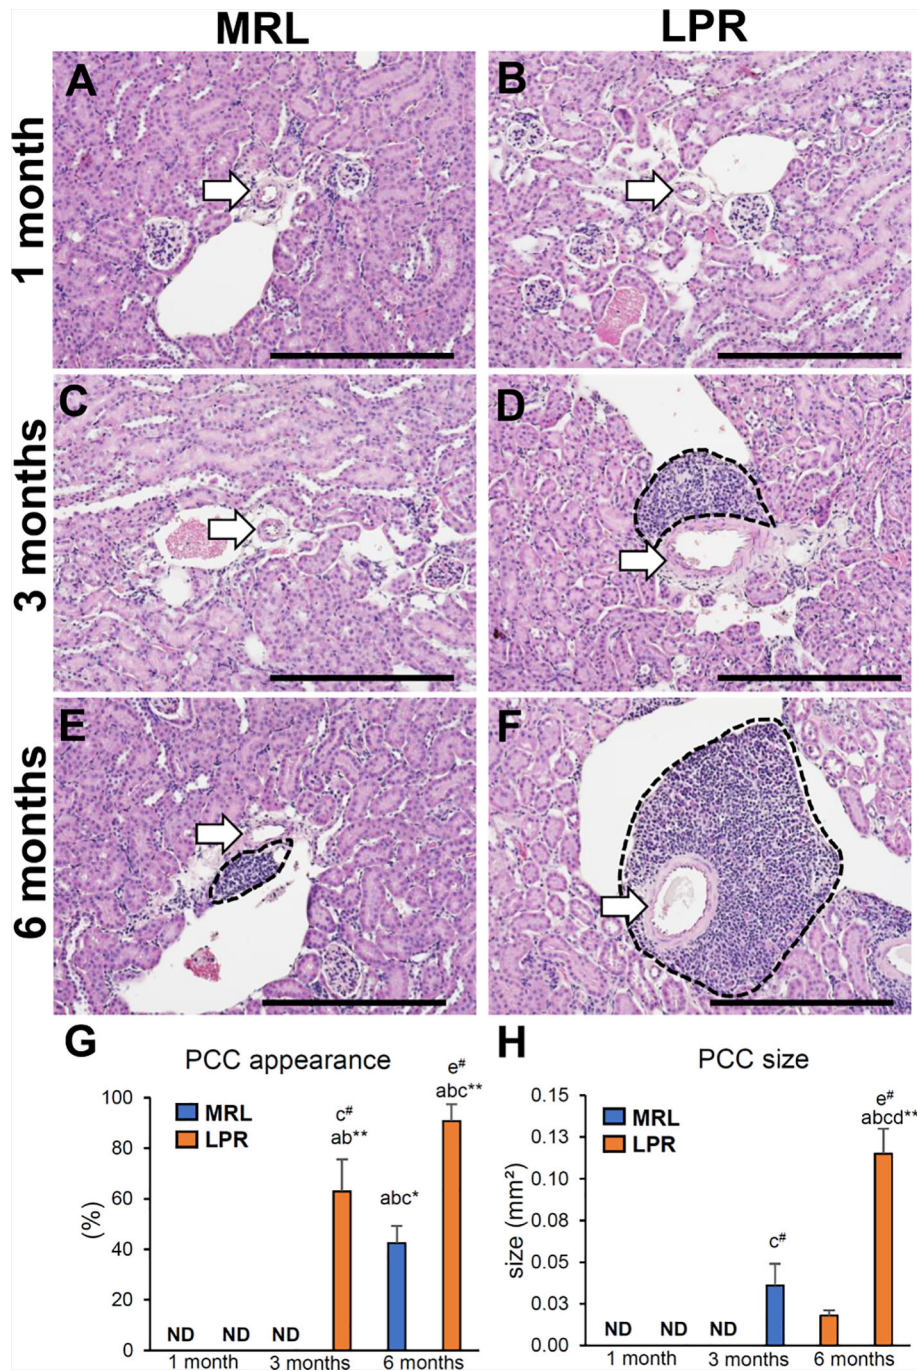 MRL LPR
1 month
A
B
3 months
C
D
6 months
E
F
G
PCC appearance
100
80
60
40
20
0
(%)
MRL
LPR
ND ND ND
c#
ab**
abc*
e#
abc**
1 month 3 months 6 months
H
PCC size
0.15
0.13
0.10
0.08
0.05
0.03
0.00
size (mm²)
MRL
LPR
ND ND ND
c#
e#
abcd**
1 month 3 months 6 months